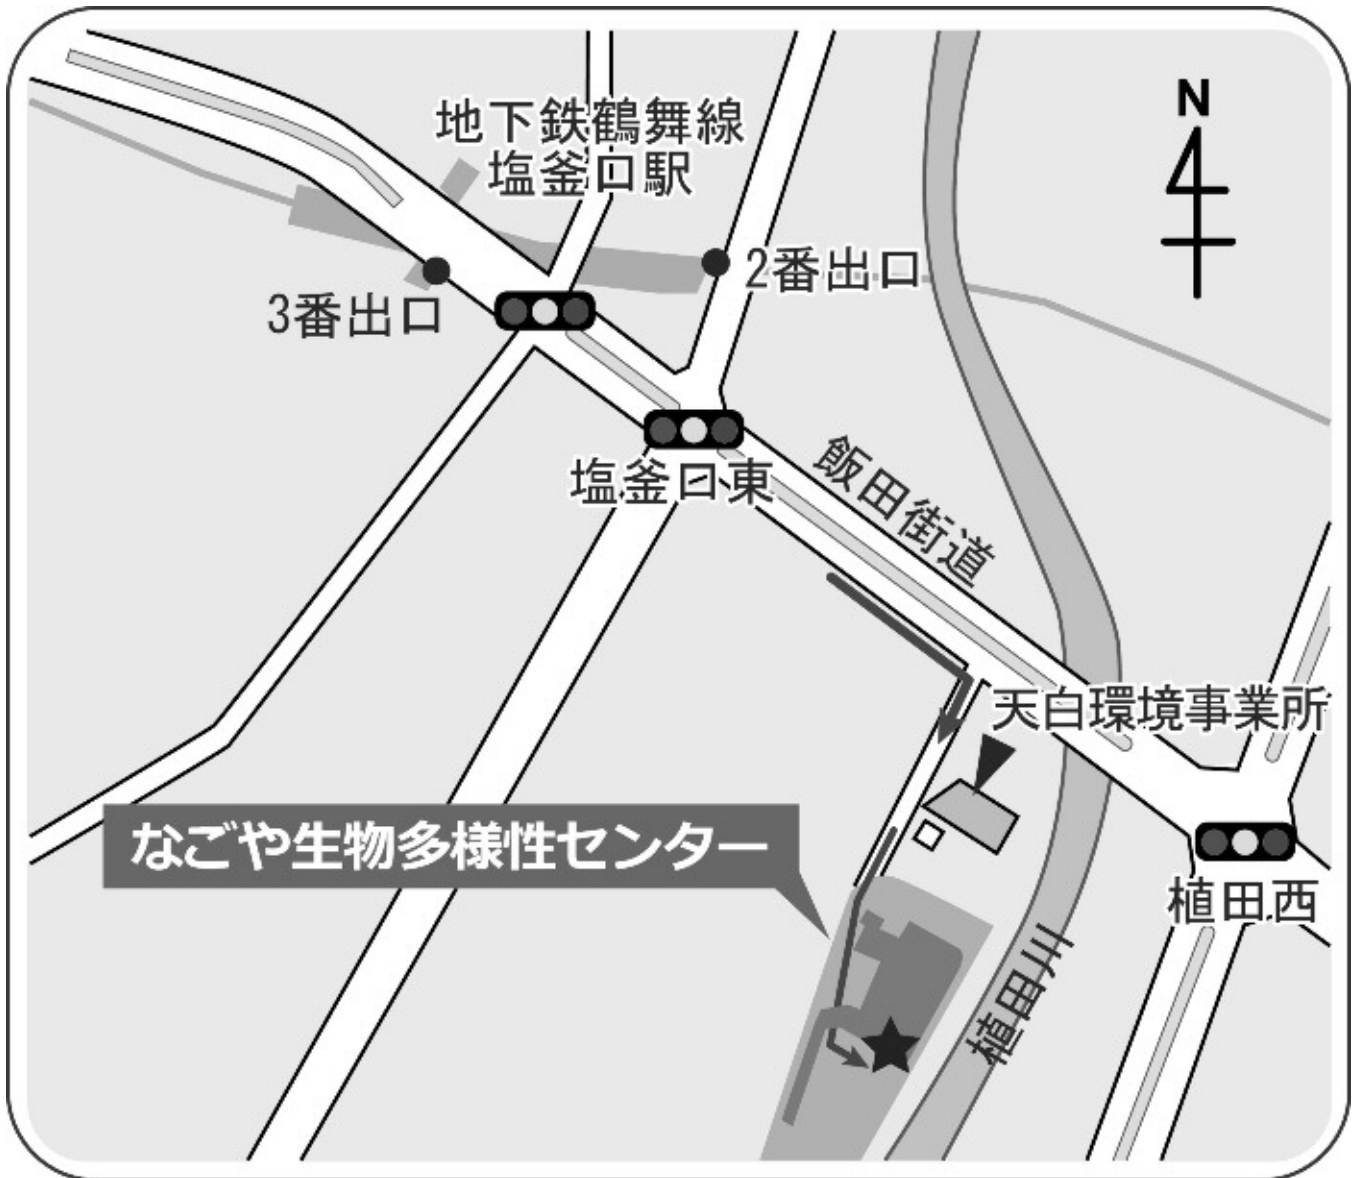 N
地下鉄鶴舞線
塩釜口駅
2番出口
3番出口
塩釜口東
飯田街道
天白環境事業所
なごや生物多様性センター
植田西
植田川